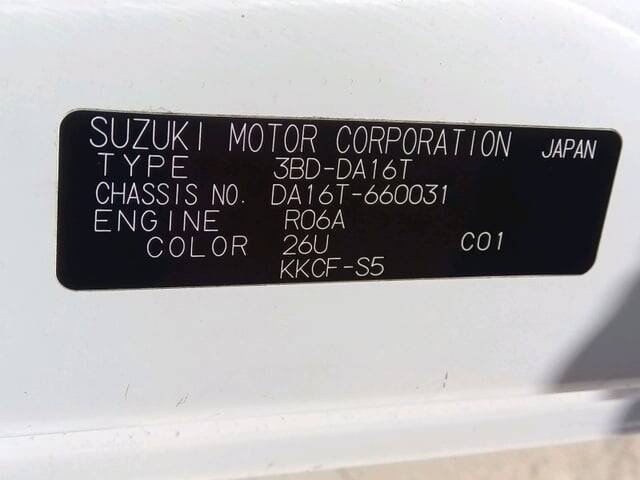 SUZUKI MOTOR CORPORATION JAPAN
TYPE 3BD-DA16T
CHASSIS NO. DA16T-660031
ENGINE R06A
COLOR 26U C01
KKCF-S5